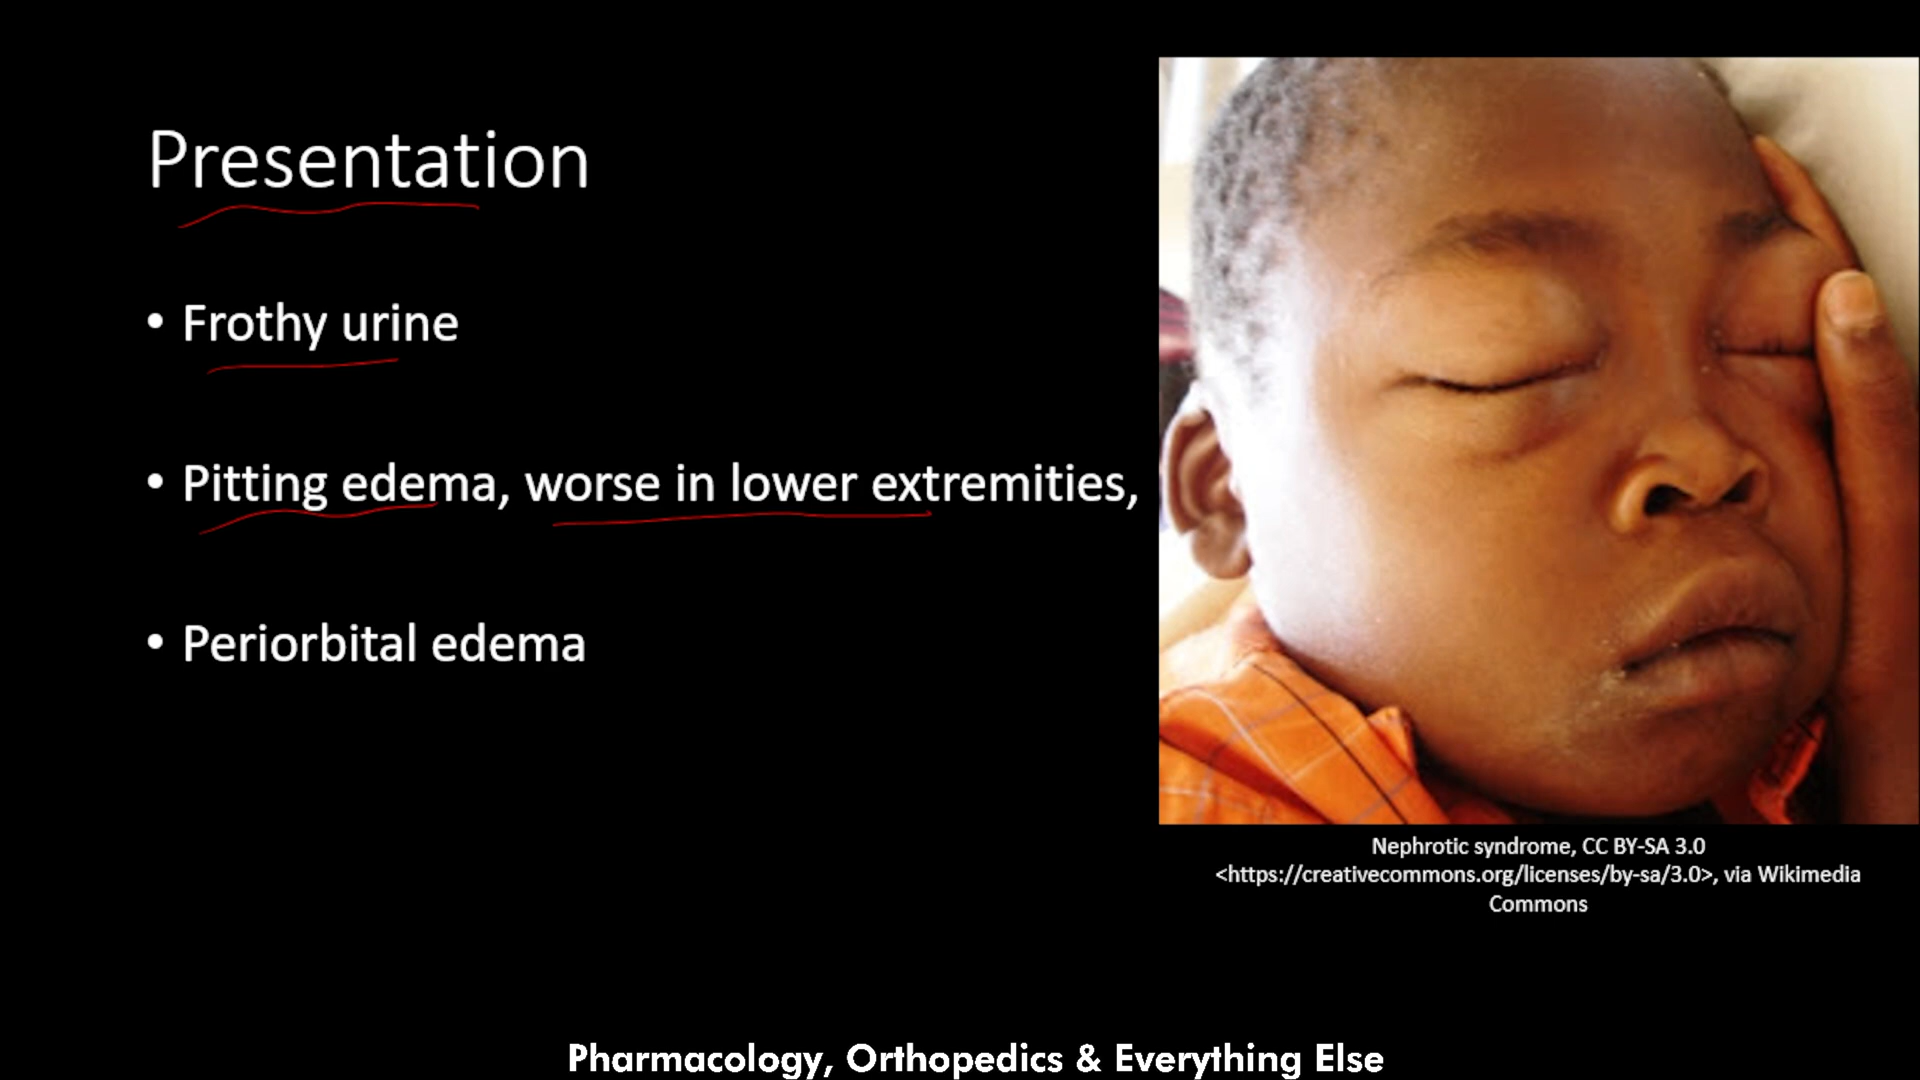 Presentation
• Frothy urine
• Pitting edema, worse in lower extremities,
• Periorbital edema
Nephrotic syndrome, CC BY-SA 3.0
<https://creativecommons.org/licenses/by-sa/3.0>, via Wikimedia
Commons
Pharmacology, Orthopedics & Everything Else